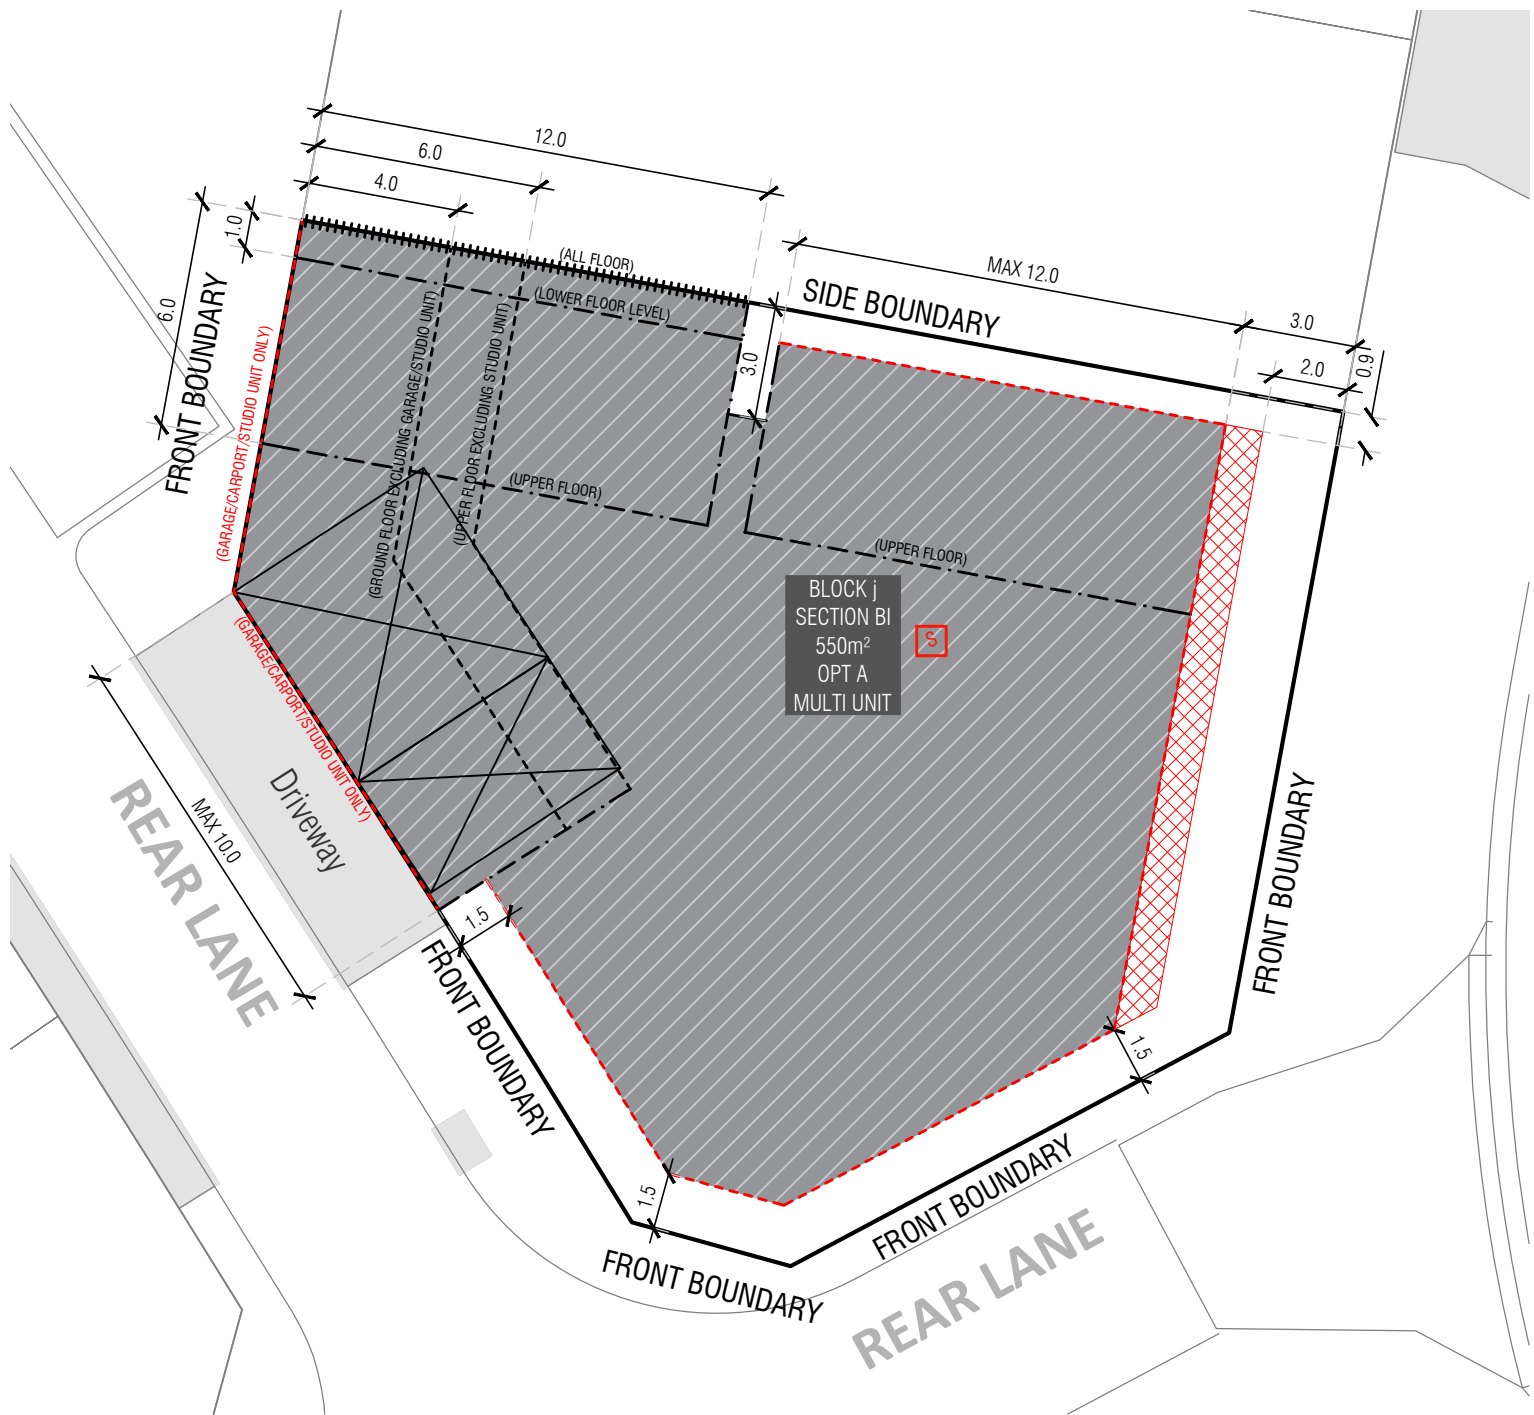 12.0
6.0
4.0
1.0
6.0
(ALL FLOOR)
MAX 12.0
SIDE BOUNDARY
3.0
2.0
0.9
(LOWER FLOOR LEVEL)
3.0
FRONT BOUNDARY
(GARAGE/CARPORT/STUDIO UNIT ONLY)
(GROUND FLOOR EXCLUDING GARAGE/STUDIO UNIT)
(UPPER FLOOR EXCLUDING STUDIO UNIT)
(UPPER FLOOR)
(UPPER FLOOR)
BLOCK j
SECTION BI
550m²
OPT A
MULTI UNIT
S
(GARAGE/CARPORT/STUDIO UNIT ONLY)
Driveway
MAX 10.0
REAR LANE
1.5
FRONT BOUNDARY
FRONT BOUNDARY
1.5
1.5
FRONT BOUNDARY
FRONT BOUNDARY
REAR LANE